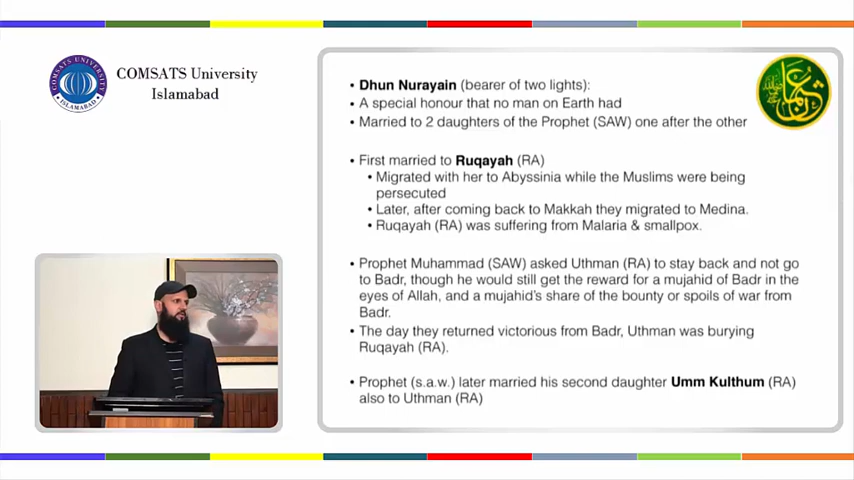 COMSATS University
Islamabad
COMSATS UNIVERSITY
ISLAMABAD
• Dhun Nurayain (bearer of two lights):
• A special honour that no man on Earth had
• Married to 2 daughters of the Prophet (SAW) one after the other
• First married to Ruqayah (RA)
• Migrated with her to Abyssinia while the Muslims were being
persecuted
• Later, after coming back to Makkah they migrated to Medina.
• Ruqayah (RA) was suffering from Malaria & smallpox.
• Prophet Muhammad (SAW) asked Uthman (RA) to stay back and not go
to Badr, though he would still get the reward for a mujahid of Badr in the
eyes of Allah, and a mujahid's share of the bounty or spoils of war from
Badr.
• The day they returned victorious from Badr, Uthman was burying
Ruqayah (RA).
• Prophet (s.a.w.) later married his second daughter Umm Kulthum (RA)
also to Uthman (RA)